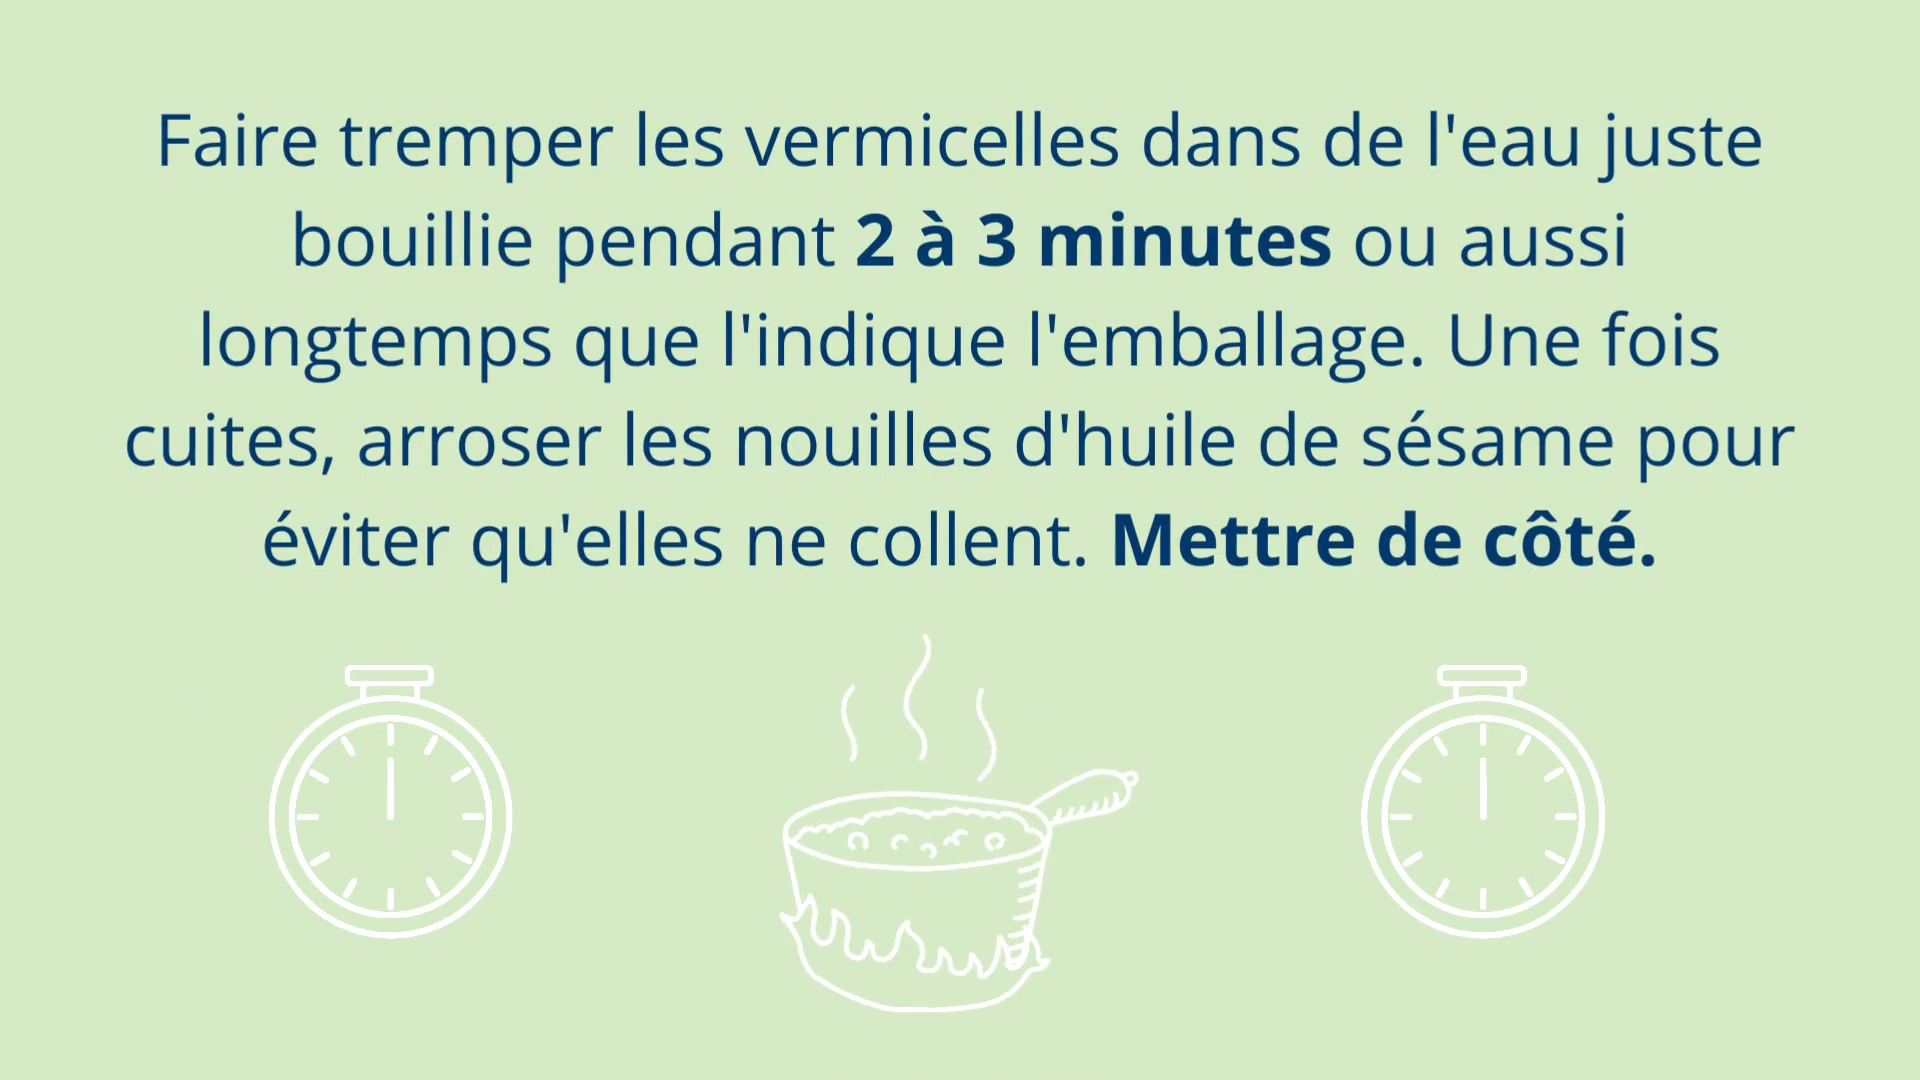 Faire tremper les vermicelles dans de l'eau juste
bouillie pendant 2 à 3 minutes ou aussi
longtemps que l'indique l'emballage. Une fois
cuites, arroser les nouilles d'huile de sésame pour
éviter qu'elles ne collent. Mettre de côté.